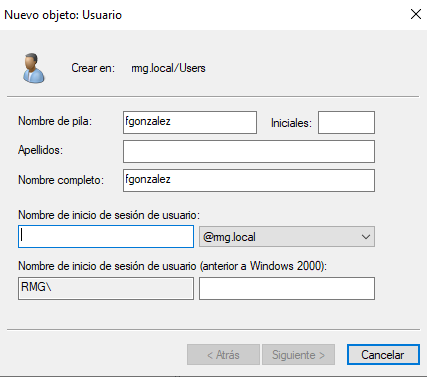 Nuevo objeto: Usuario
Crear en: rmg.local/Users
Nombre de pila: fgonzalez Iniciales:
Apellidos:
Nombre completo: fgonzalez
Nombre de inicio de sesión de usuario:
@rmg.local
Nombre de inicio de sesión de usuario (anterior a Windows 2000):
RMG\
< Atrás Siguiente > Cancelar